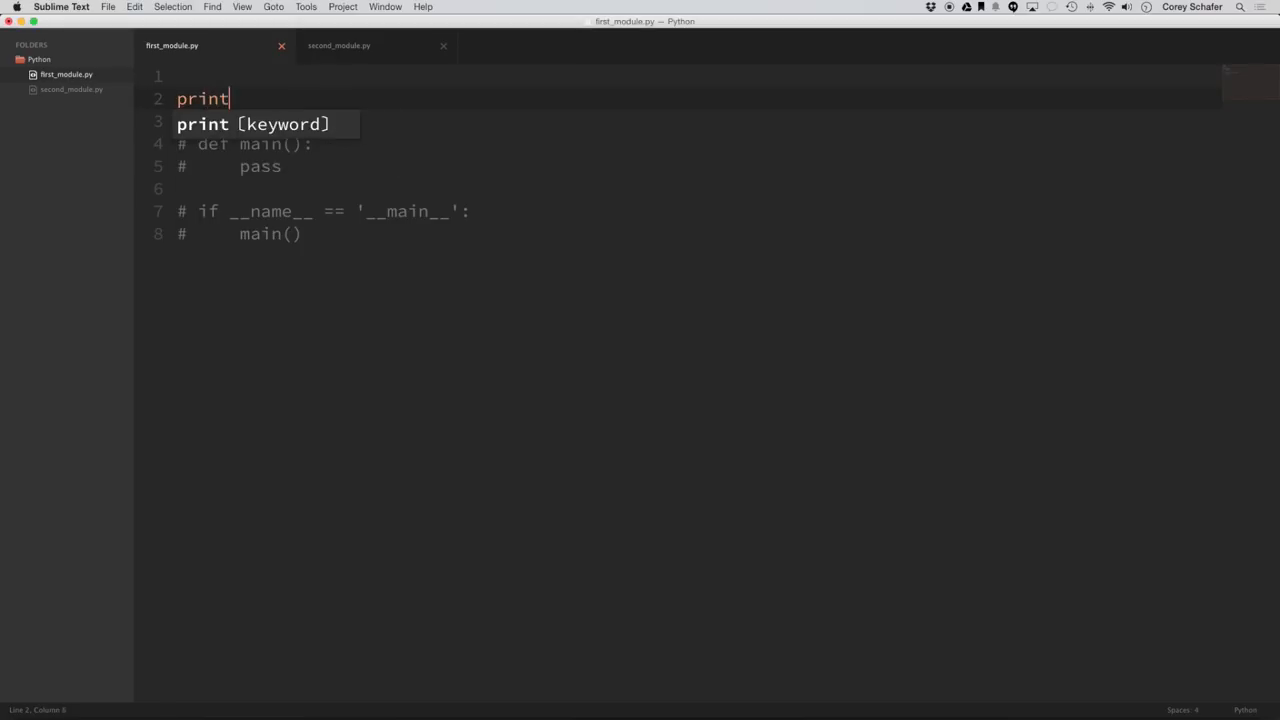 Sublime Text File Edit Selection Find View Goto Tools Project Window Help Corey Schafer
first_module.py — Python
FOLDERS
Python
first_module.py
second_module.py
first_module.py
second_module.py
1
2 print
print [keyword]
3
4 # def main():
5 #     pass
6
7 # if __name__ == '__main__':
8 #     main()
Line 2, Column 6 Spaces: 4 Python